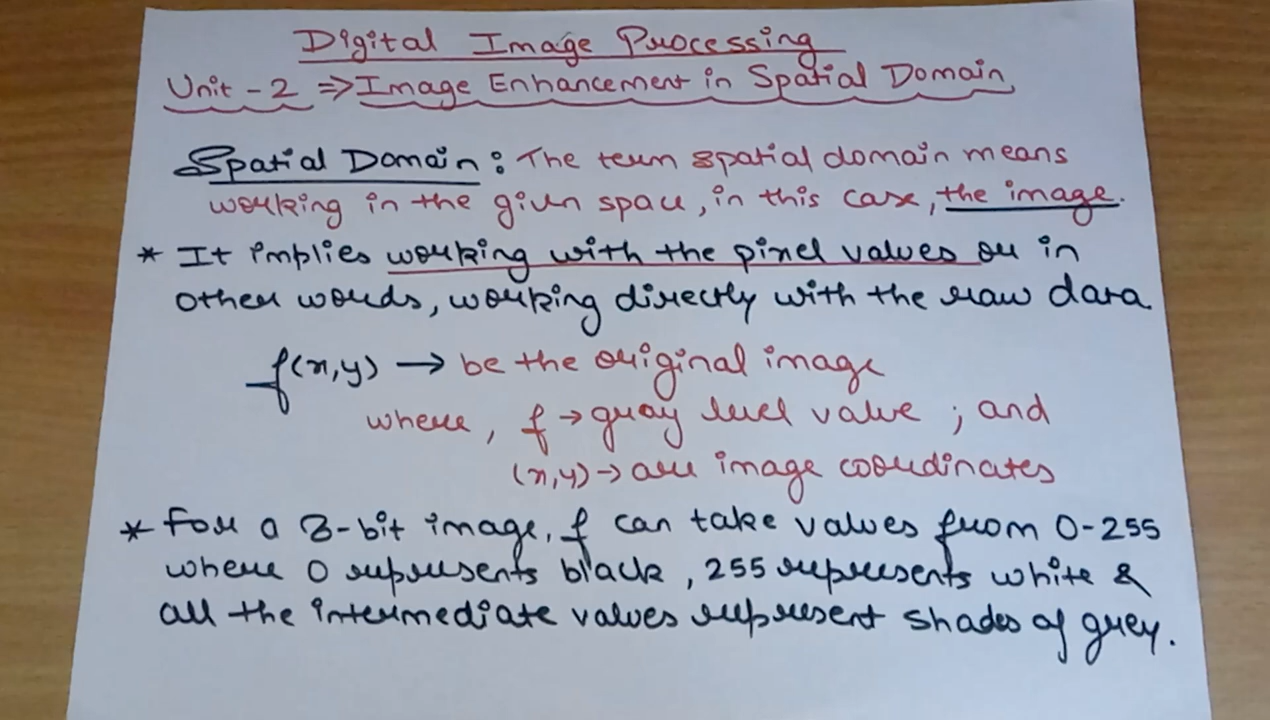 Digital Image Processing
Unit - 2 ⇒ Image Enhancement in Spatial Domain
Spatial Domain : The term spatial domain means
working in the given space, in this case, the image.
* It implies working with the pixel values or in
other words, working directly with the raw data
f(x,y) → be the original image
where, f → gray level value ; and
(x,y) → are image coordinates
* For a 8-bit image, f can take values from 0-255
where 0 represents black, 255 represents white &
all the intermediate values represent shades of grey.